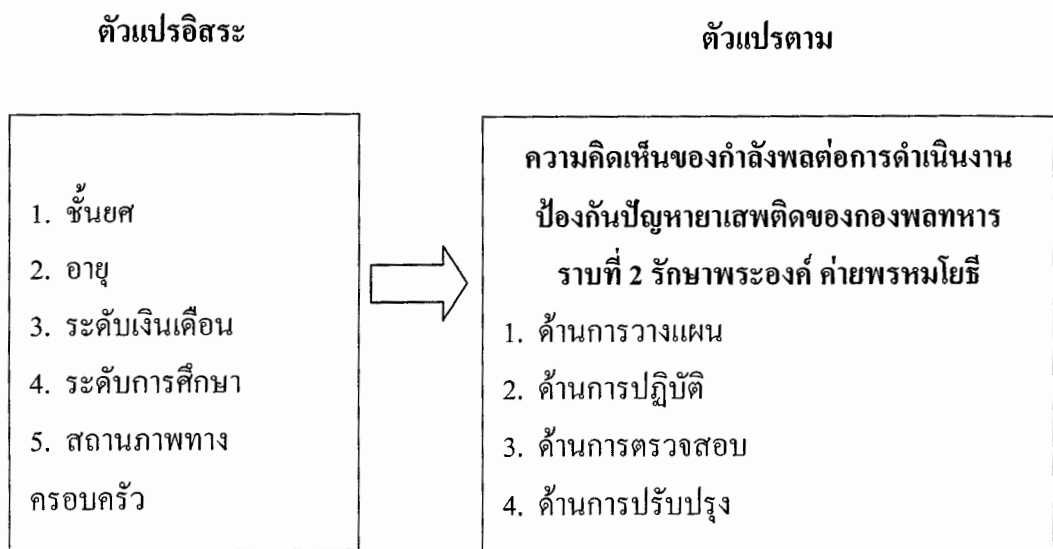 ตัวแปรอิสระ
ตัวแปรตาม
1. ชั้นยศ
2. อายุ
3. ระดับเงินเดือน
4. ระดับการศึกษา
5. สถานภาพทาง
ครอบครัว
ความคิดเห็นของกำลังพลต่อการดำเนินงาน
ป้องกันปัญหายาเสพติดของกองพลทหาร
ราบที่ 2 รักษาพระองค์ ค่ายพรหมโยธี
1. ด้านการวางแผน
2. ด้านการปฏิบัติ
3. ด้านการตรวจสอบ
4. ด้านการปรับปรุง